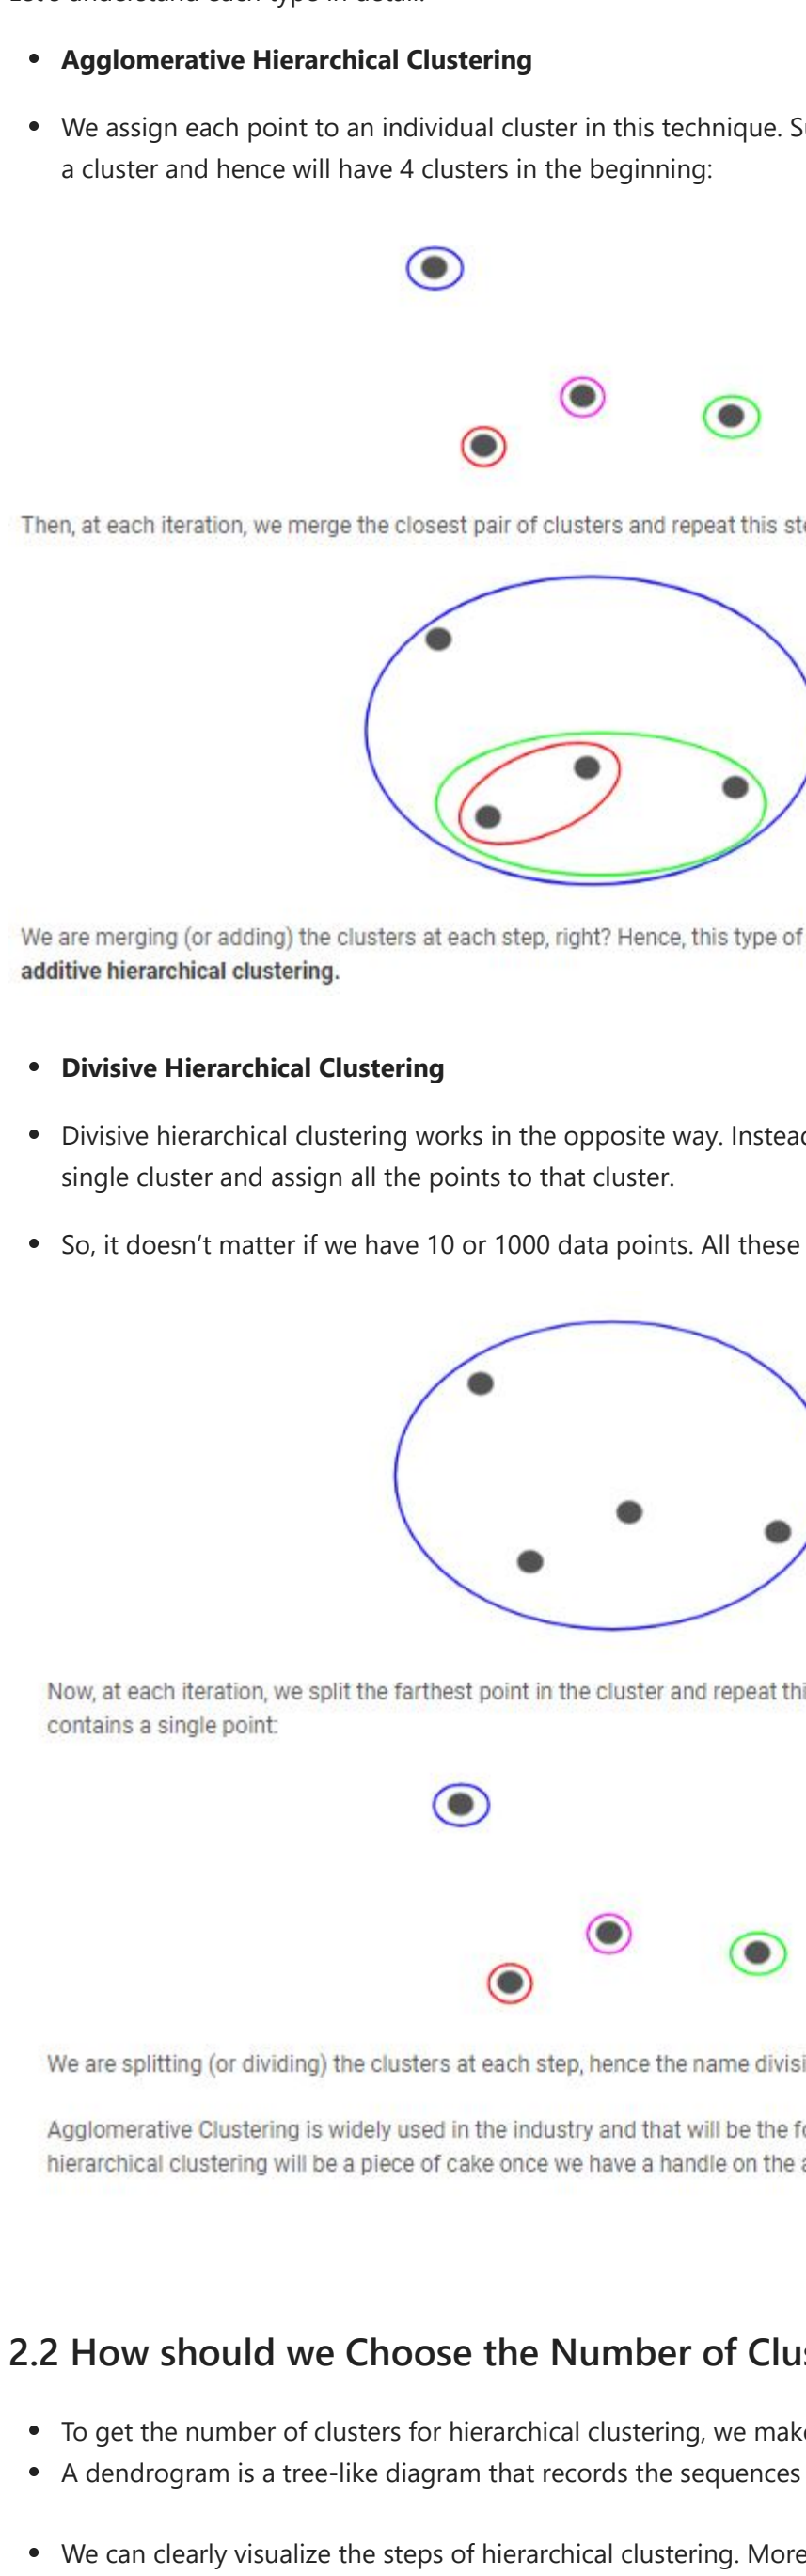 Let's understand each type in detail.
• Agglomerative Hierarchical Clustering
• We assign each point to an individual cluster in this technique.
a cluster and hence will have 4 clusters in the beginning:
Then, at each iteration, we merge the closest pair of clusters and repeat this
We are merging (or adding) the clusters at each step, right? Hence, this type of
additive hierarchical clustering.
• Divisive Hierarchical Clustering
• Divisive hierarchical clustering works in the opposite way.
single cluster and assign all the points to that cluster.
• So, it doesn't matter if we have 10 or 1000 data points. All these
Now, at each iteration, we split the farthest point in the cluster and repeat
contains a single point:
We are splitting (or dividing) the clusters at each step, hence the name
Agglomerative Clustering is widely used in the industry and that will be the
hierarchical clustering will be a piece of cake once we have a handle on the
2.2 How should we Choose the Number of
• To get the number of clusters for hierarchical clustering, we
• A dendrogram is a tree-like diagram that records the sequences
• We can clearly visualize the steps of hierarchical clustering. More